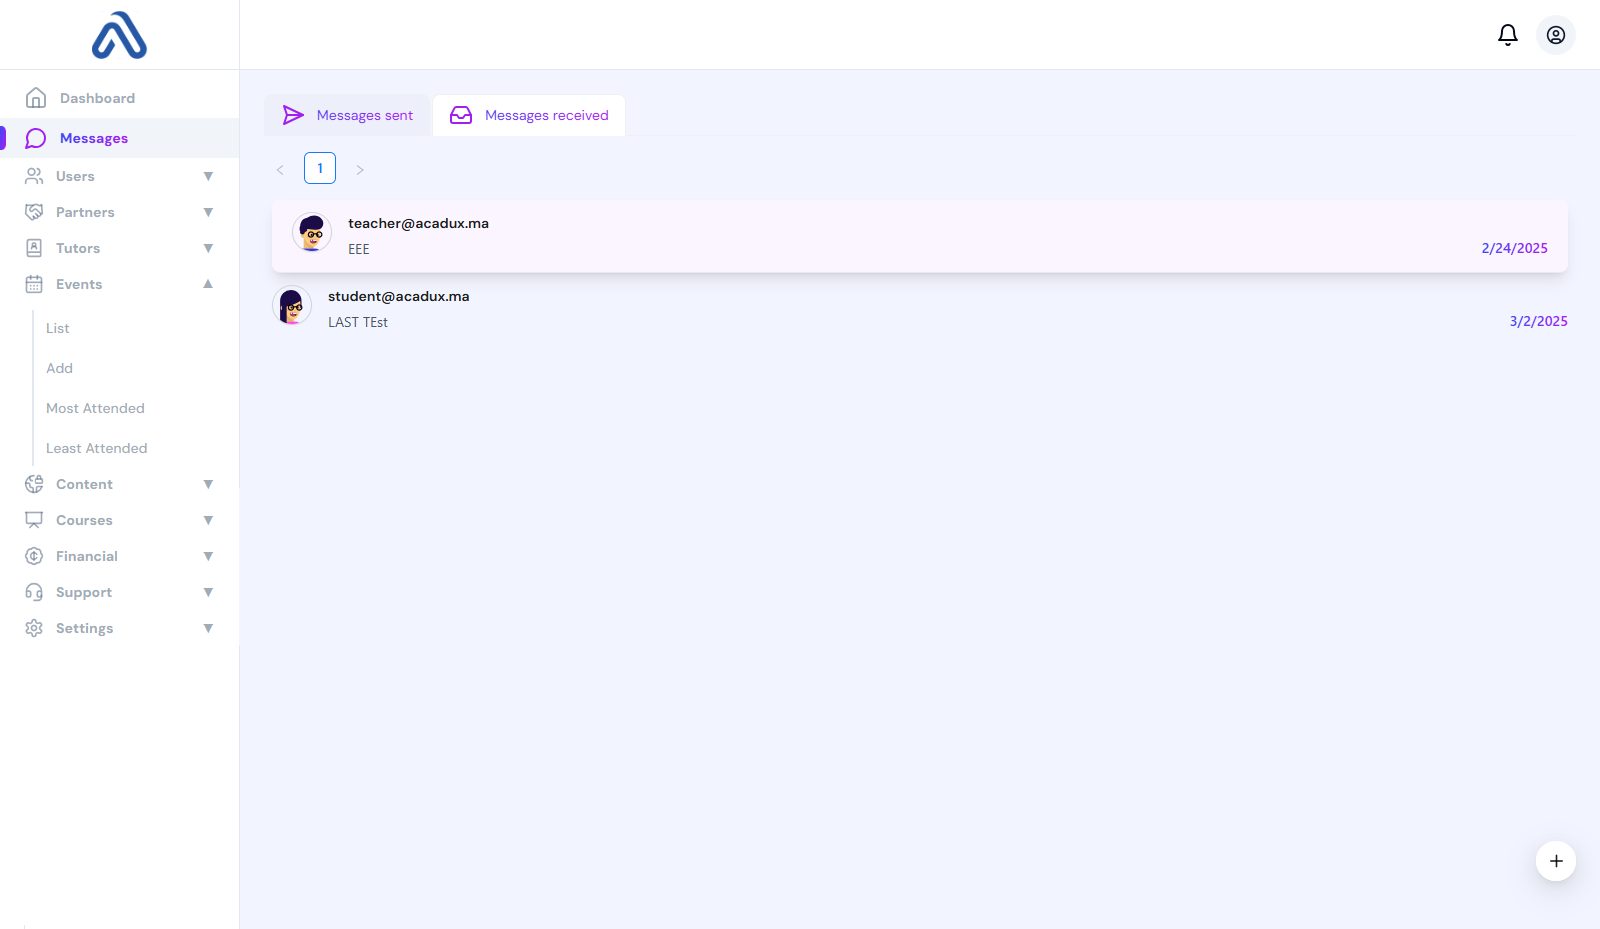 Dashboard
Messages
Users
Partners
Tutors
Events
List
Add
Most Attended
Least Attended
Content
Courses
Financial
Support
Settings
Messages sent
Messages received
1
teacher@acadux.ma
EEE
2/24/2025
student@acadux.ma
LAST TEst
3/2/2025